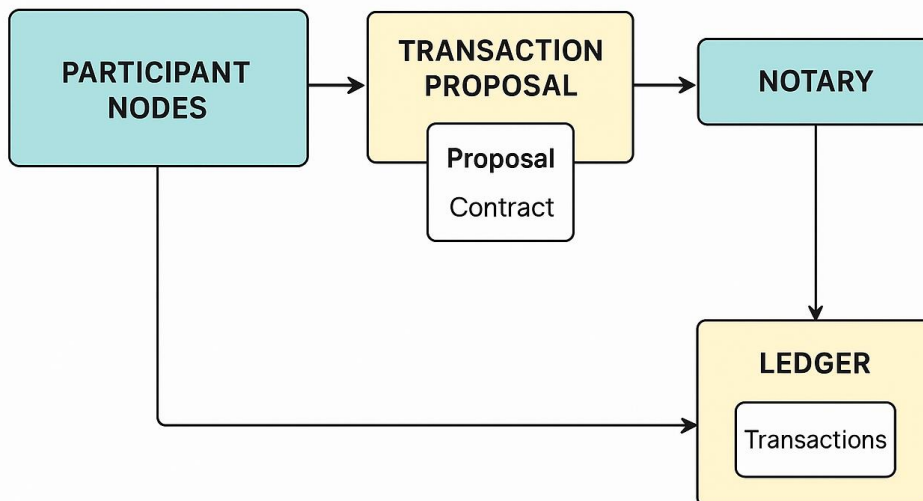 PARTICIPANT
NODES
TRANSACTION
PROPOSAL
Proposal
Contract
NOTARY
LEDGER
Transactions